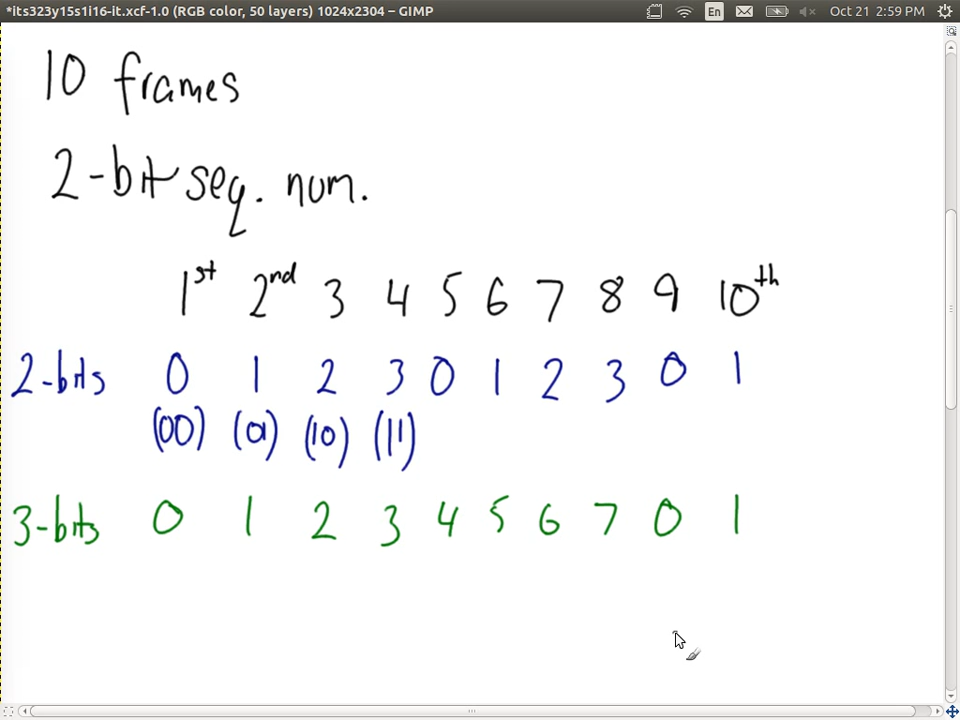 *its323y15s1i16-it.xcf-1.0 (RGB color, 50 layers) 1024x2304 – GIMP En Oct 21 2:59 PM
10 frames
2-bit seq. num.
1st 2nd 3 4 5 6 7 8 9 10th
2-bits 0 1 2 3 0 1 2 3 0 1
(00) (01) (10) (11)
3-bits 0 1 2 3 4 5 6 7 0 1